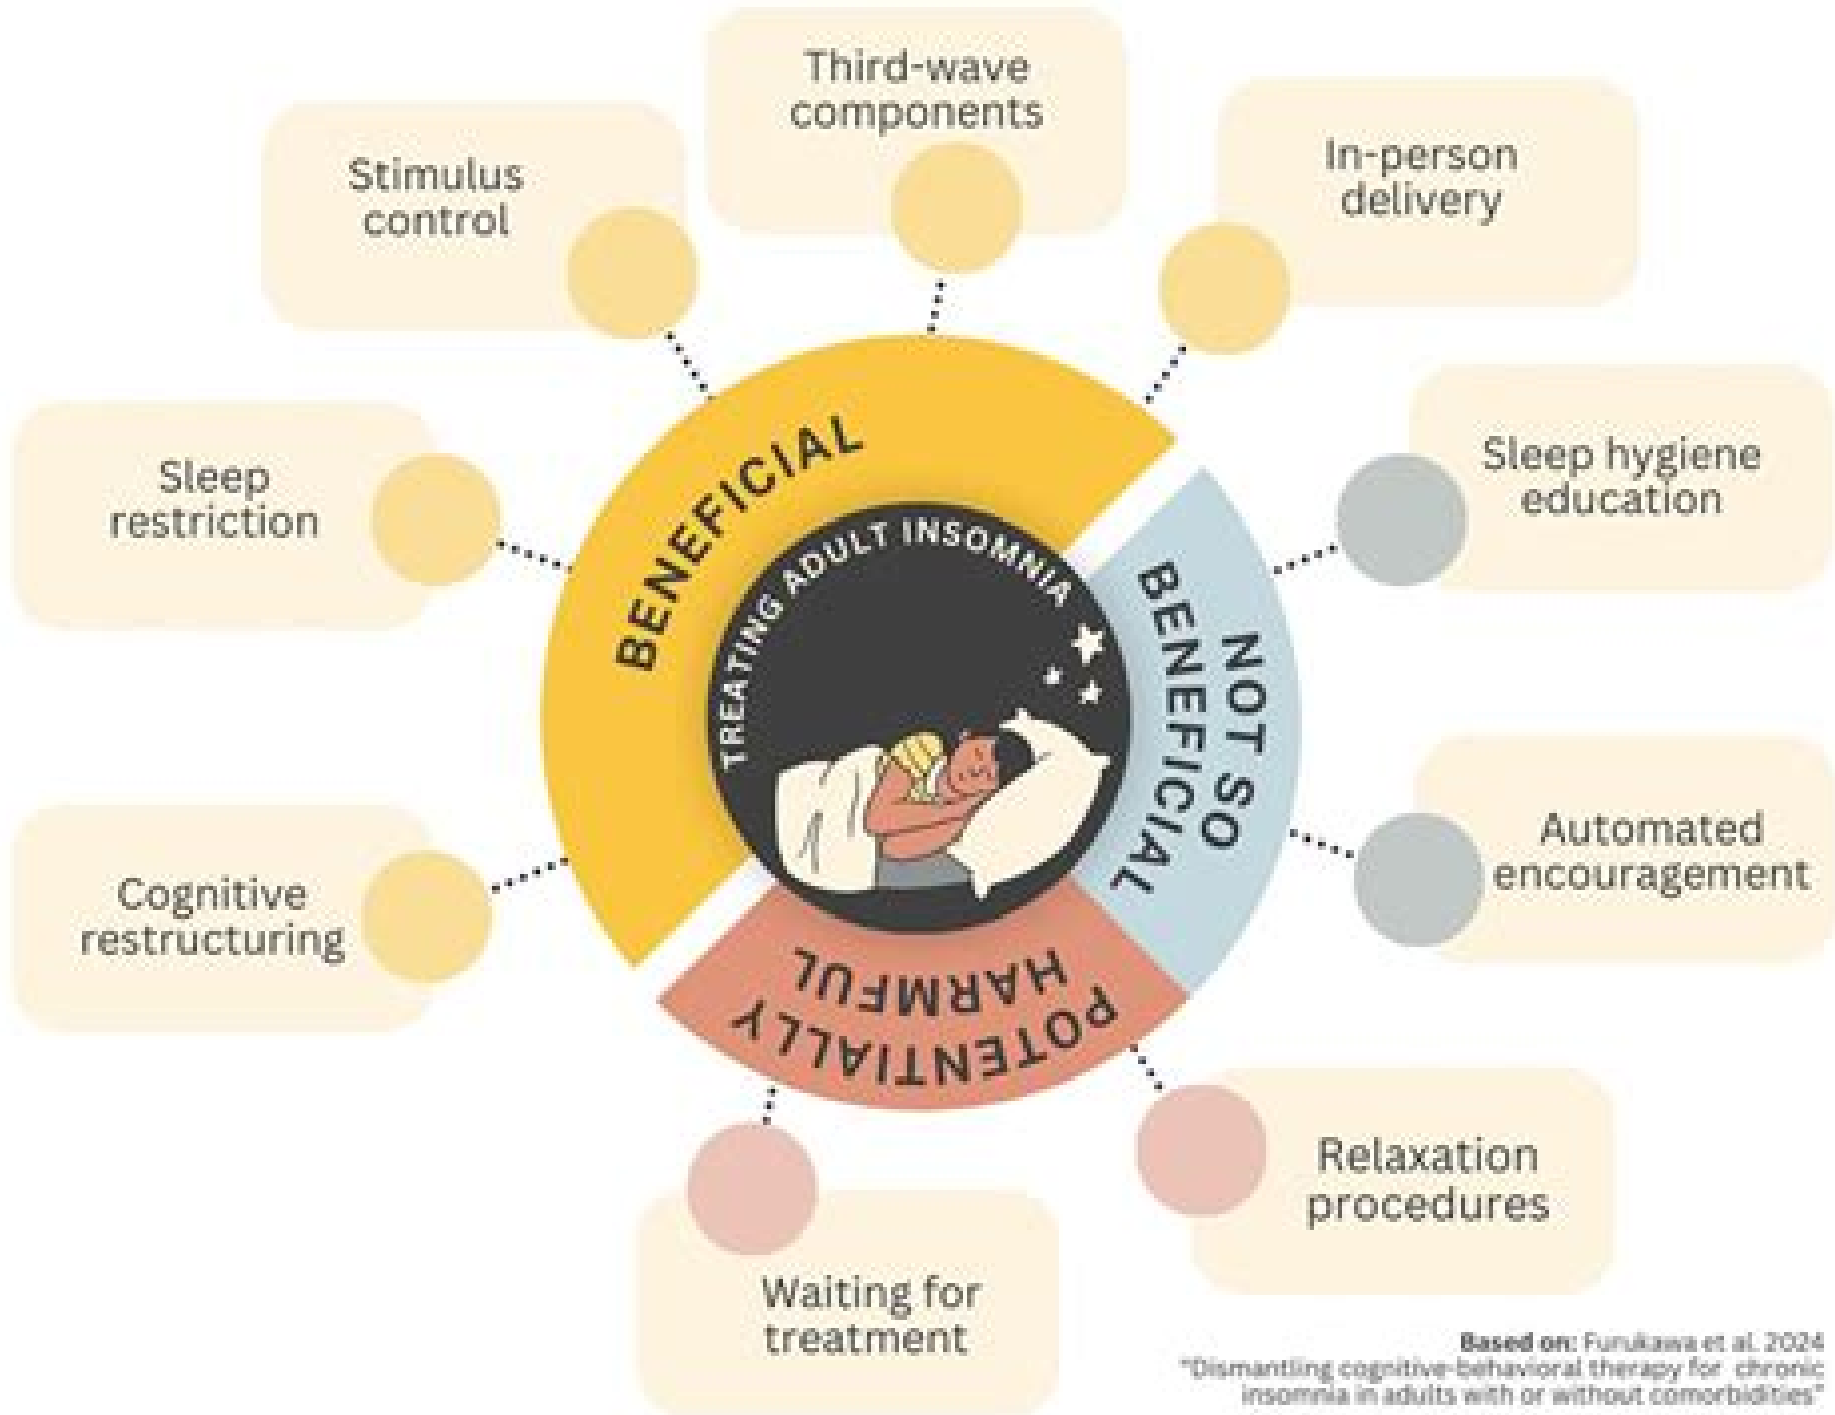 Third-wave
components
Stimulus
control
In-person
delivery
Sleep
restriction
Sleep hygiene
education
Cognitive
restructuring
Automated
encouragement
BENEFICIAL
TREATING ADULT INSOMNIA
NOT SO
BENEFICIAL
POTENTIALLY
HARMFUL
Relaxation
procedures
Waiting for
treatment
Based on: Furukawa et al. 2024
"Dismantling cognitive-behavioral therapy for chronic
insomnia in adults with or without comorbidities"